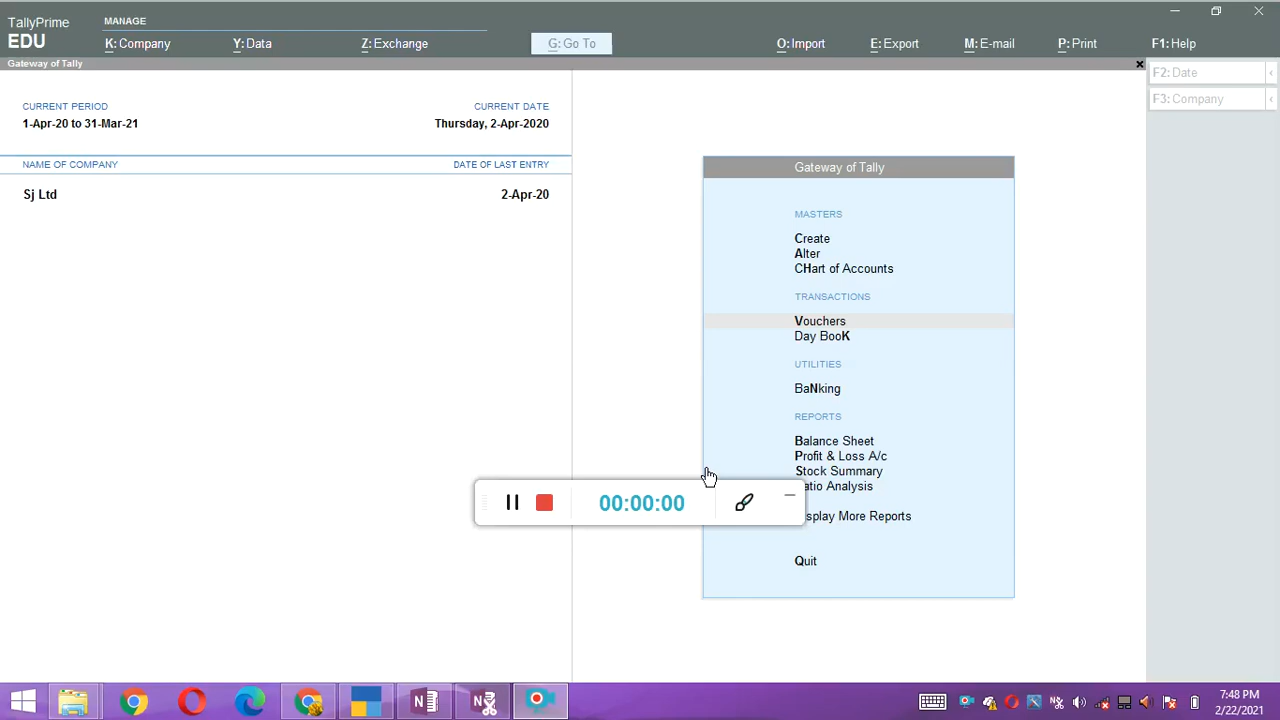 TallyPrime
EDU
MANAGE
K: Company
Y: Data
Z: Exchange
G: Go To
O: Import
E: Export
M: E-mail
P: Print
F1: Help
Gateway of Tally
F2: Date
F3: Company
CURRENT PERIOD
CURRENT DATE
1-Apr-20 to 31-Mar-21
Thursday, 2-Apr-2020
NAME OF COMPANY
DATE OF LAST ENTRY
Sj Ltd
2-Apr-20
Gateway of Tally
MASTERS
Create
Alter
CHart of Accounts
TRANSACTIONS
Vouchers
Day BooK
UTILITIES
BaNking
REPORTS
Balance Sheet
Profit & Loss A/c
Stock Summary
atio Analysis
splay More Reports
Quit
00:00:00
7:48 PM
2/22/2021